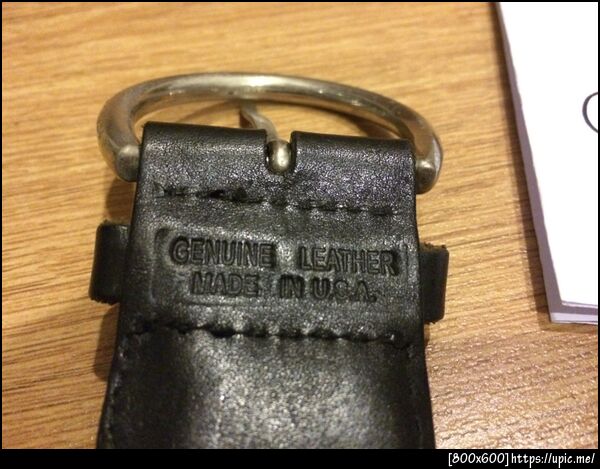 GENUINE LEATHER
MADE IN U.S.A.
[800x600]https://upic.me/